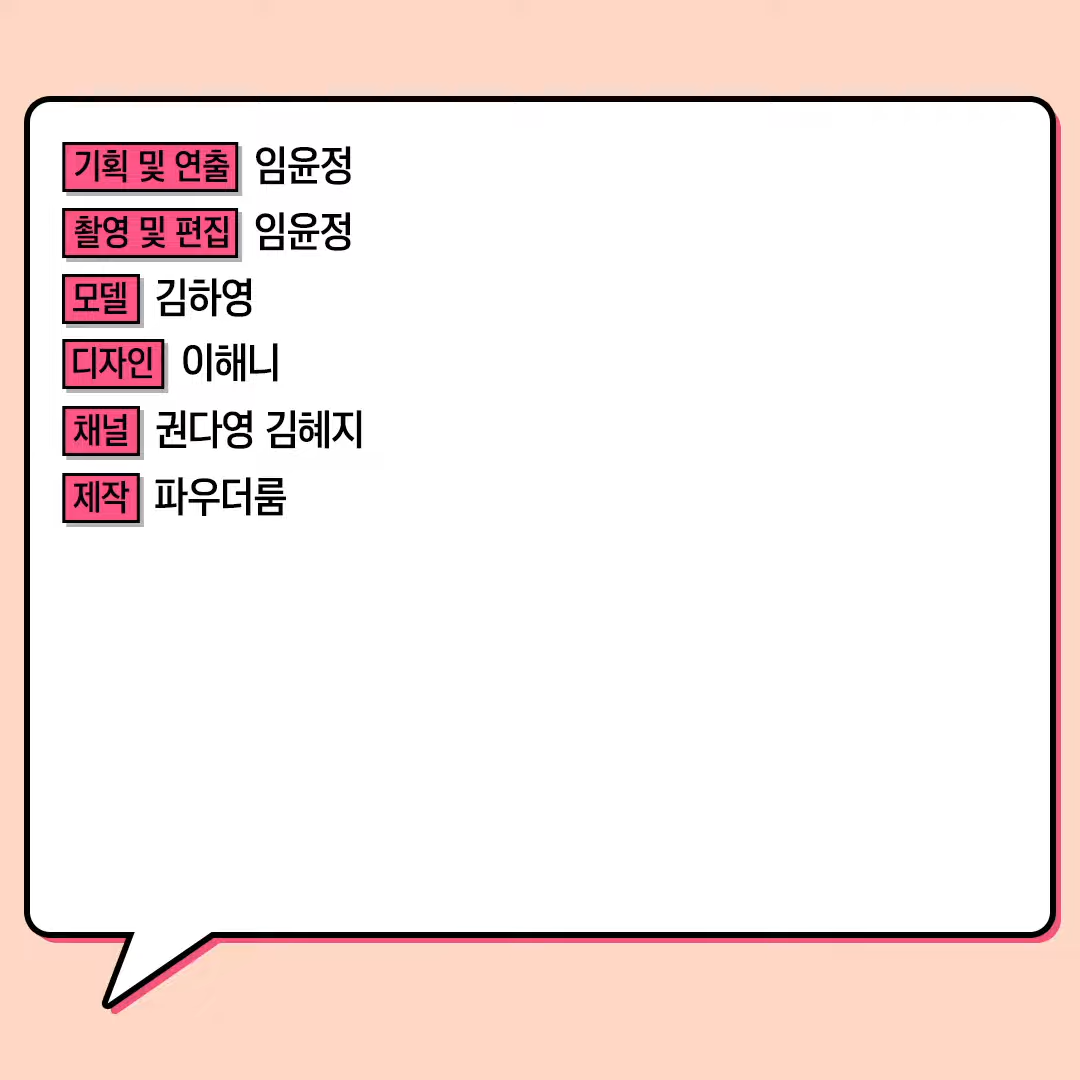 기획 및 연출 임윤정
촬영 및 편집 임윤정
모델 김하영
디자인 이해니
채널 권다영 김혜지
제작 파우더룸